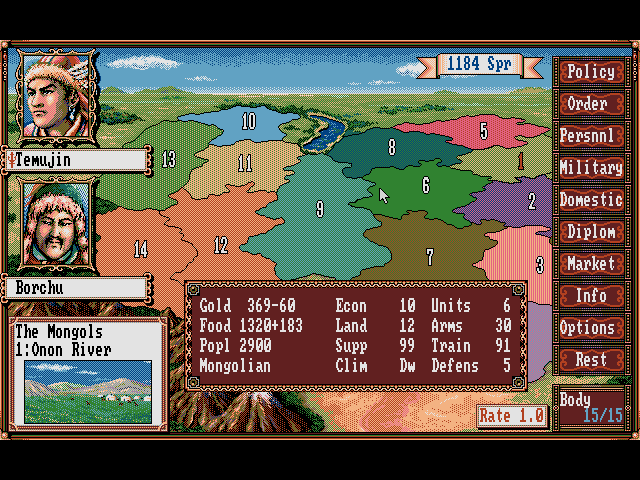 1184 Spr
Temujin
Borchu
The Mongols
1:Onon River
10
5
13
11
8
1
6
2
9
14
12
7
3
Gold 369-60 Econ 10 Units 6
Food 1320+183 Land 12 Arms 30
Popl 2900 Supp 99 Train 91
Mongolian Clim Dw Defens 5
Rate 1.0
Policy
Order
Persnnl
Military
Domestic
Diplom
Market
Info
Options
Rest
Body
15/15